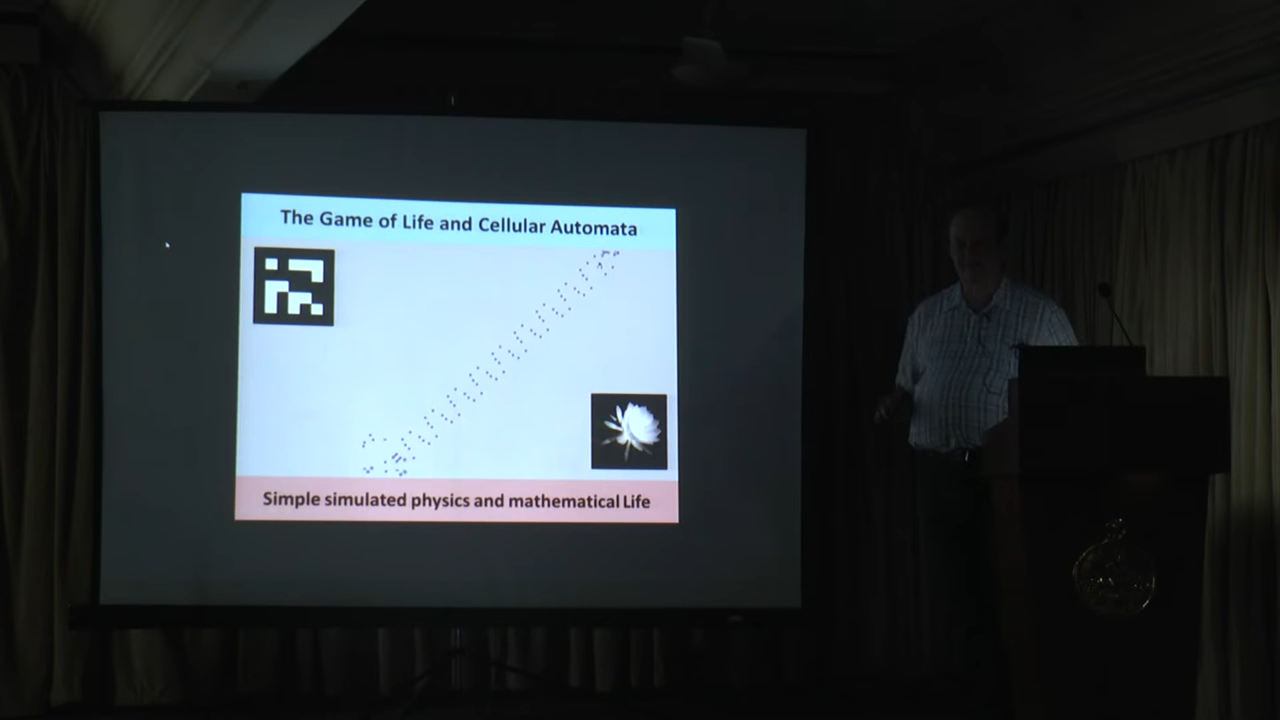 The Game of Life and Cellular Automata
Simple simulated physics and mathematical Life